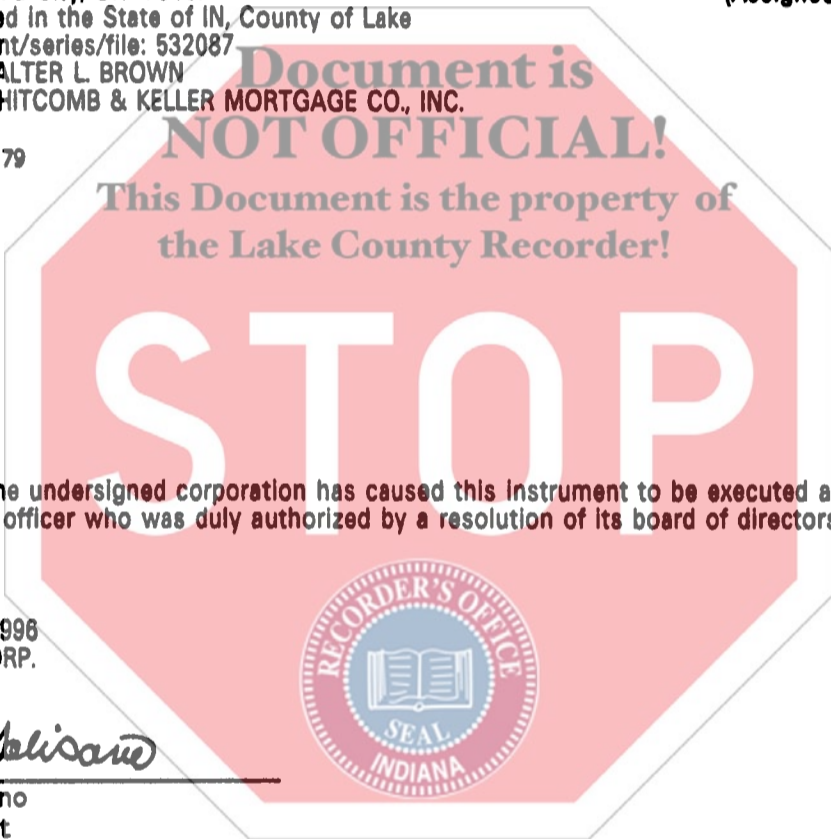 ed in the State of IN, County of Lake
nt/series/file: 532087
ALTER L. BROWN
HITCOMB & KELLER MORTGAGE CO., INC.
Document is
NOT OFFICIAL!
79
This Document is the property of
the Lake County Recorder!
STOP
he undersigned corporation has caused this instrument to be executed a
officer who was duly authorized by a resolution of its board of directors
RECORDER'S OFFICE
SEAL
INDIANA
996
RP.
no
t